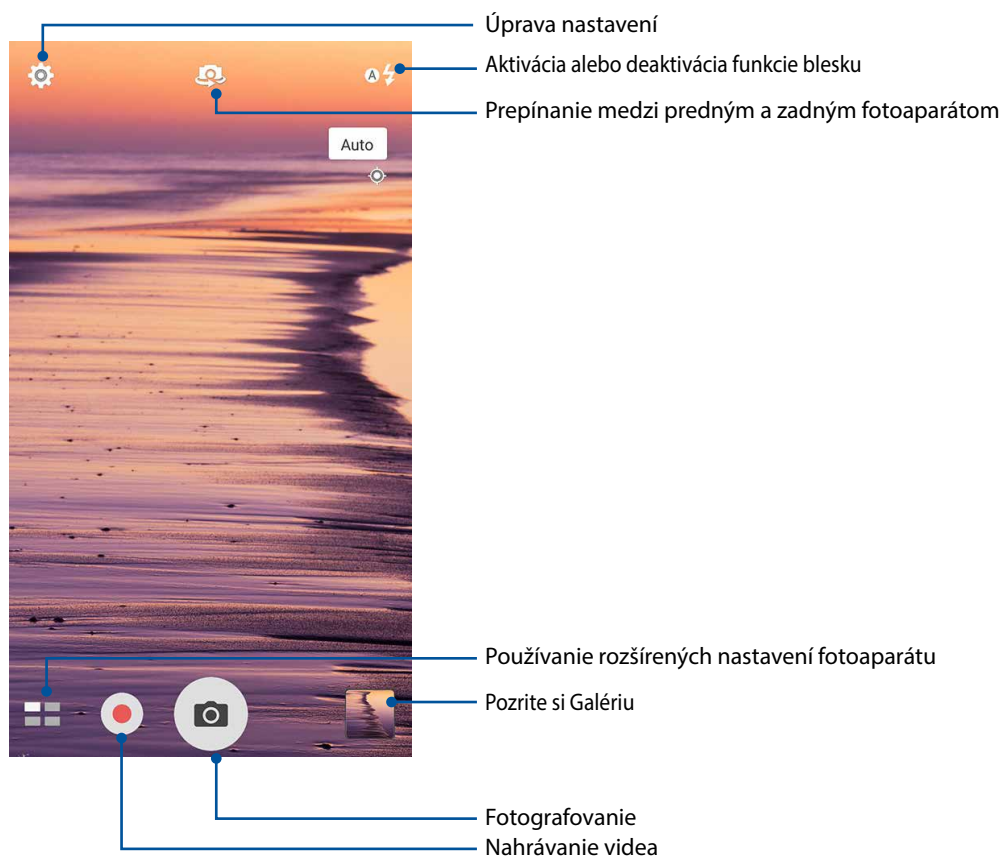 Úprava nastavení
Aktivácia alebo deaktivácia funkcie blesku
A
Prepínanie medzi predným a zadným fotoaparátom
Auto
Používanie rozšírených nastavení fotoaparátu
Pozrite si Galériu
Fotografovanie
Nahrávanie videa